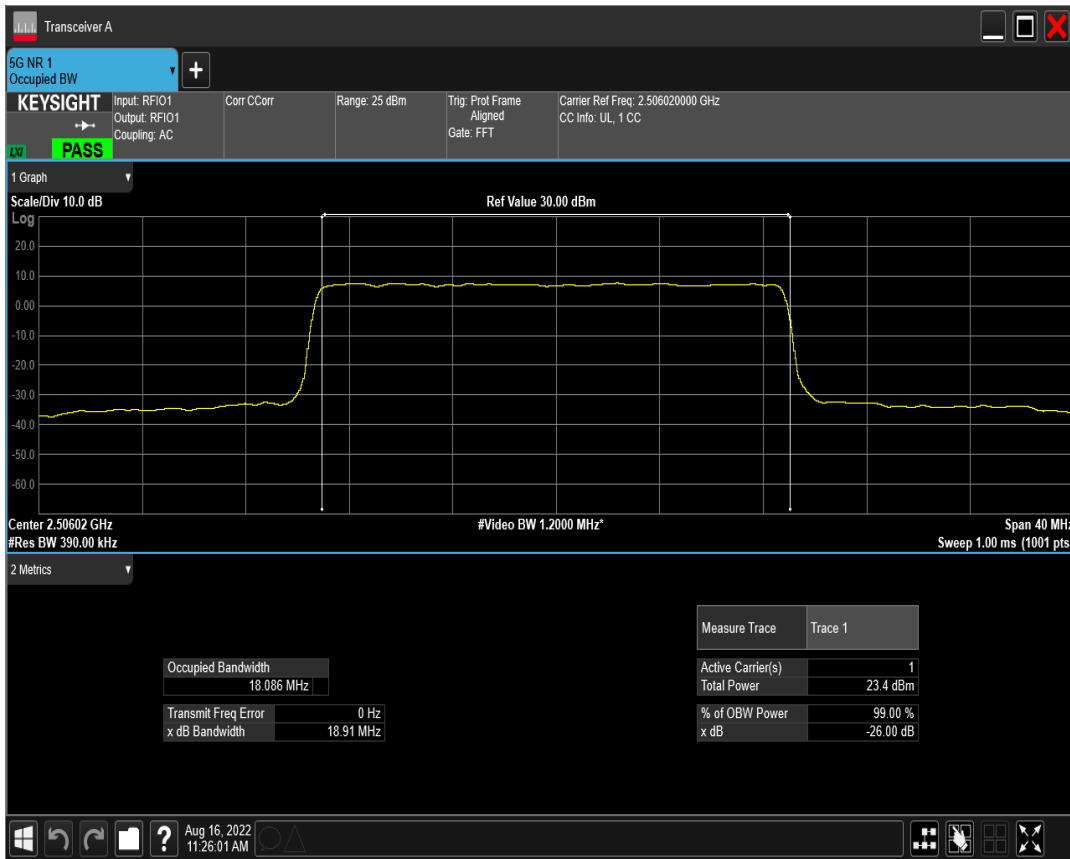 Transceiver A
5G NR 1
Occupied BW
+
KEYSIGHT
LXI
PASS
Input: RFIO1
Output: RFIO1
Coupling: AC
Corr CCorr
Range: 25 dBm
Trig: Prot Frame
Aligned
Gate: FFT
Carrier Ref Freq: 2.506020000 GHz
CC Info: UL, 1 CC
1 Graph
Scale/Div 10.0 dB
Ref Value 30.00 dBm
Log
20.0
10.0
0.00
-10.0
-20.0
-30.0
-40.0
-50.0
-60.0
Center 2.50602 GHz
#Video BW 1.2000 MHz*
Span 40 MHz
#Res BW 390.00 kHz
Sweep 1.00 ms (1001 pts
2 Metrics
Measure Trace Trace 1
Occupied Bandwidth
18.086 MHz
Active Carrier(s) 1
Total Power 23.4 dBm
Transmit Freq Error 0 Hz
x dB Bandwidth 18.91 MHz
% of OBW Power 99.00 %
x dB -26.00 dB
?
Aug 16, 2022
11:26:01 AM